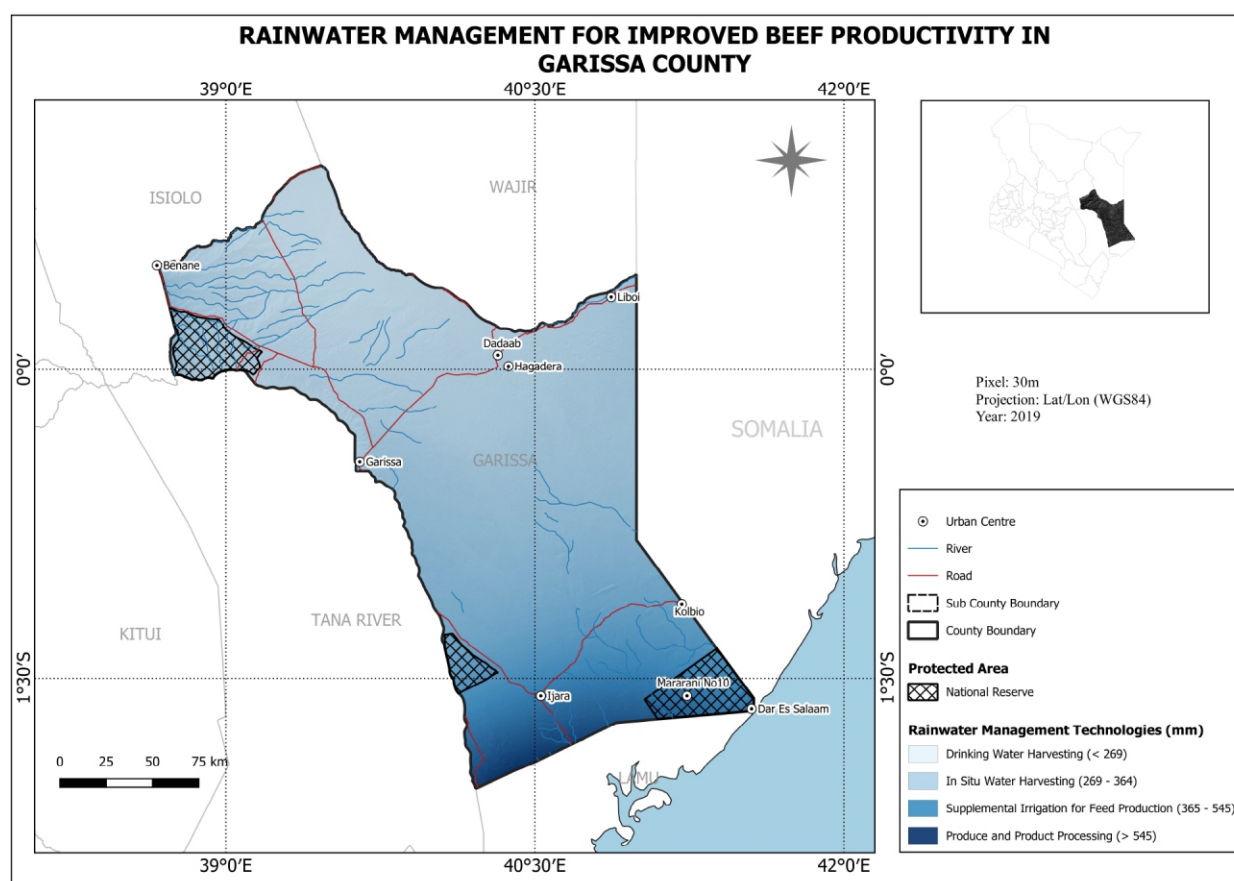 RAINWATER MANAGEMENT FOR IMPROVED BEEF PRODUCTIVITY IN
GARISSA COUNTY
39°0'E
40°30'E
42°0'E
ISIOLO
WAJIR
Benane
Liboi
Dadaab
Hagadera
0°0'
0°0'
SOMALIA
GARISSA
Garissa
TANA RIVER
KITUI
Kolbio
1°30'S
1°30'S
Mararani No10
Ijara
Dar Es Salaam
LAMU
0 25 50 75 km
39°0'E
40°30'E
42°0'E
Pixel: 30m
Projection: Lat/Lon (WGS84)
Year: 2019
Urban Centre
River
Road
Sub County Boundary
County Boundary
Protected Area
National Reserve
Rainwater Management Technologies (mm)
Drinking Water Harvesting (< 269)
In Situ Water Harvesting (269 - 364)
Supplemental Irrigation for Feed Production (365 - 545)
Produce and Product Processing (> 545)